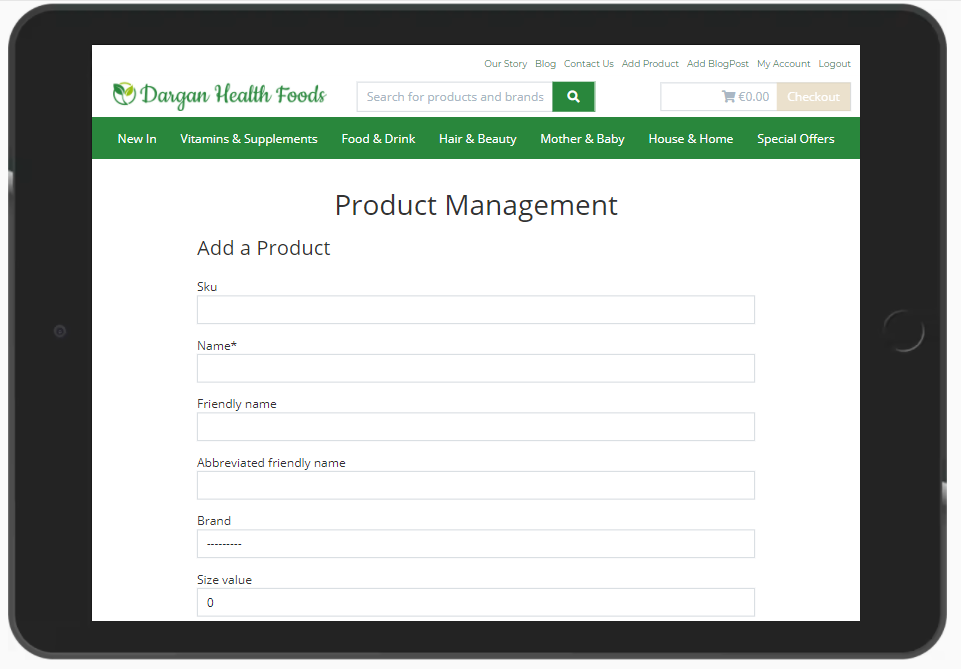 Our Story Blog Contact Us Add Product Add BlogPost My Account Logout
Dargan Health Foods
Search for products and brands
€0.00
Checkout
New In Vitamins & Supplements Food & Drink Hair & Beauty Mother & Baby House & Home Special Offers
Product Management
Add a Product
Sku
Name*
Friendly name
Abbreviated friendly name
Brand
---------
Size value
0